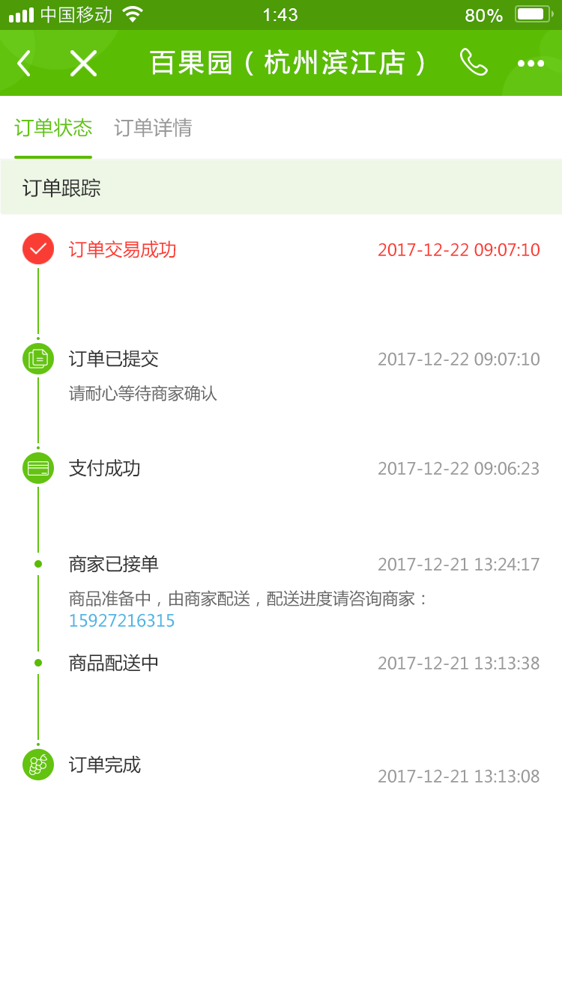 中国移动 1:43 80%
百果园（杭州滨江店）
订单状态 订单详情
订单跟踪
订单交易成功 2017-12-22 09:07:10
订单已提交 2017-12-22 09:07:10
请耐心等待商家确认
支付成功 2017-12-22 09:06:23
商家已接单 2017-12-21 13:24:17
商品准备中，由商家配送，配送进度请咨询商家：
15927216315
商品配送中 2017-12-21 13:13:38
订单完成 2017-12-21 13:13:08